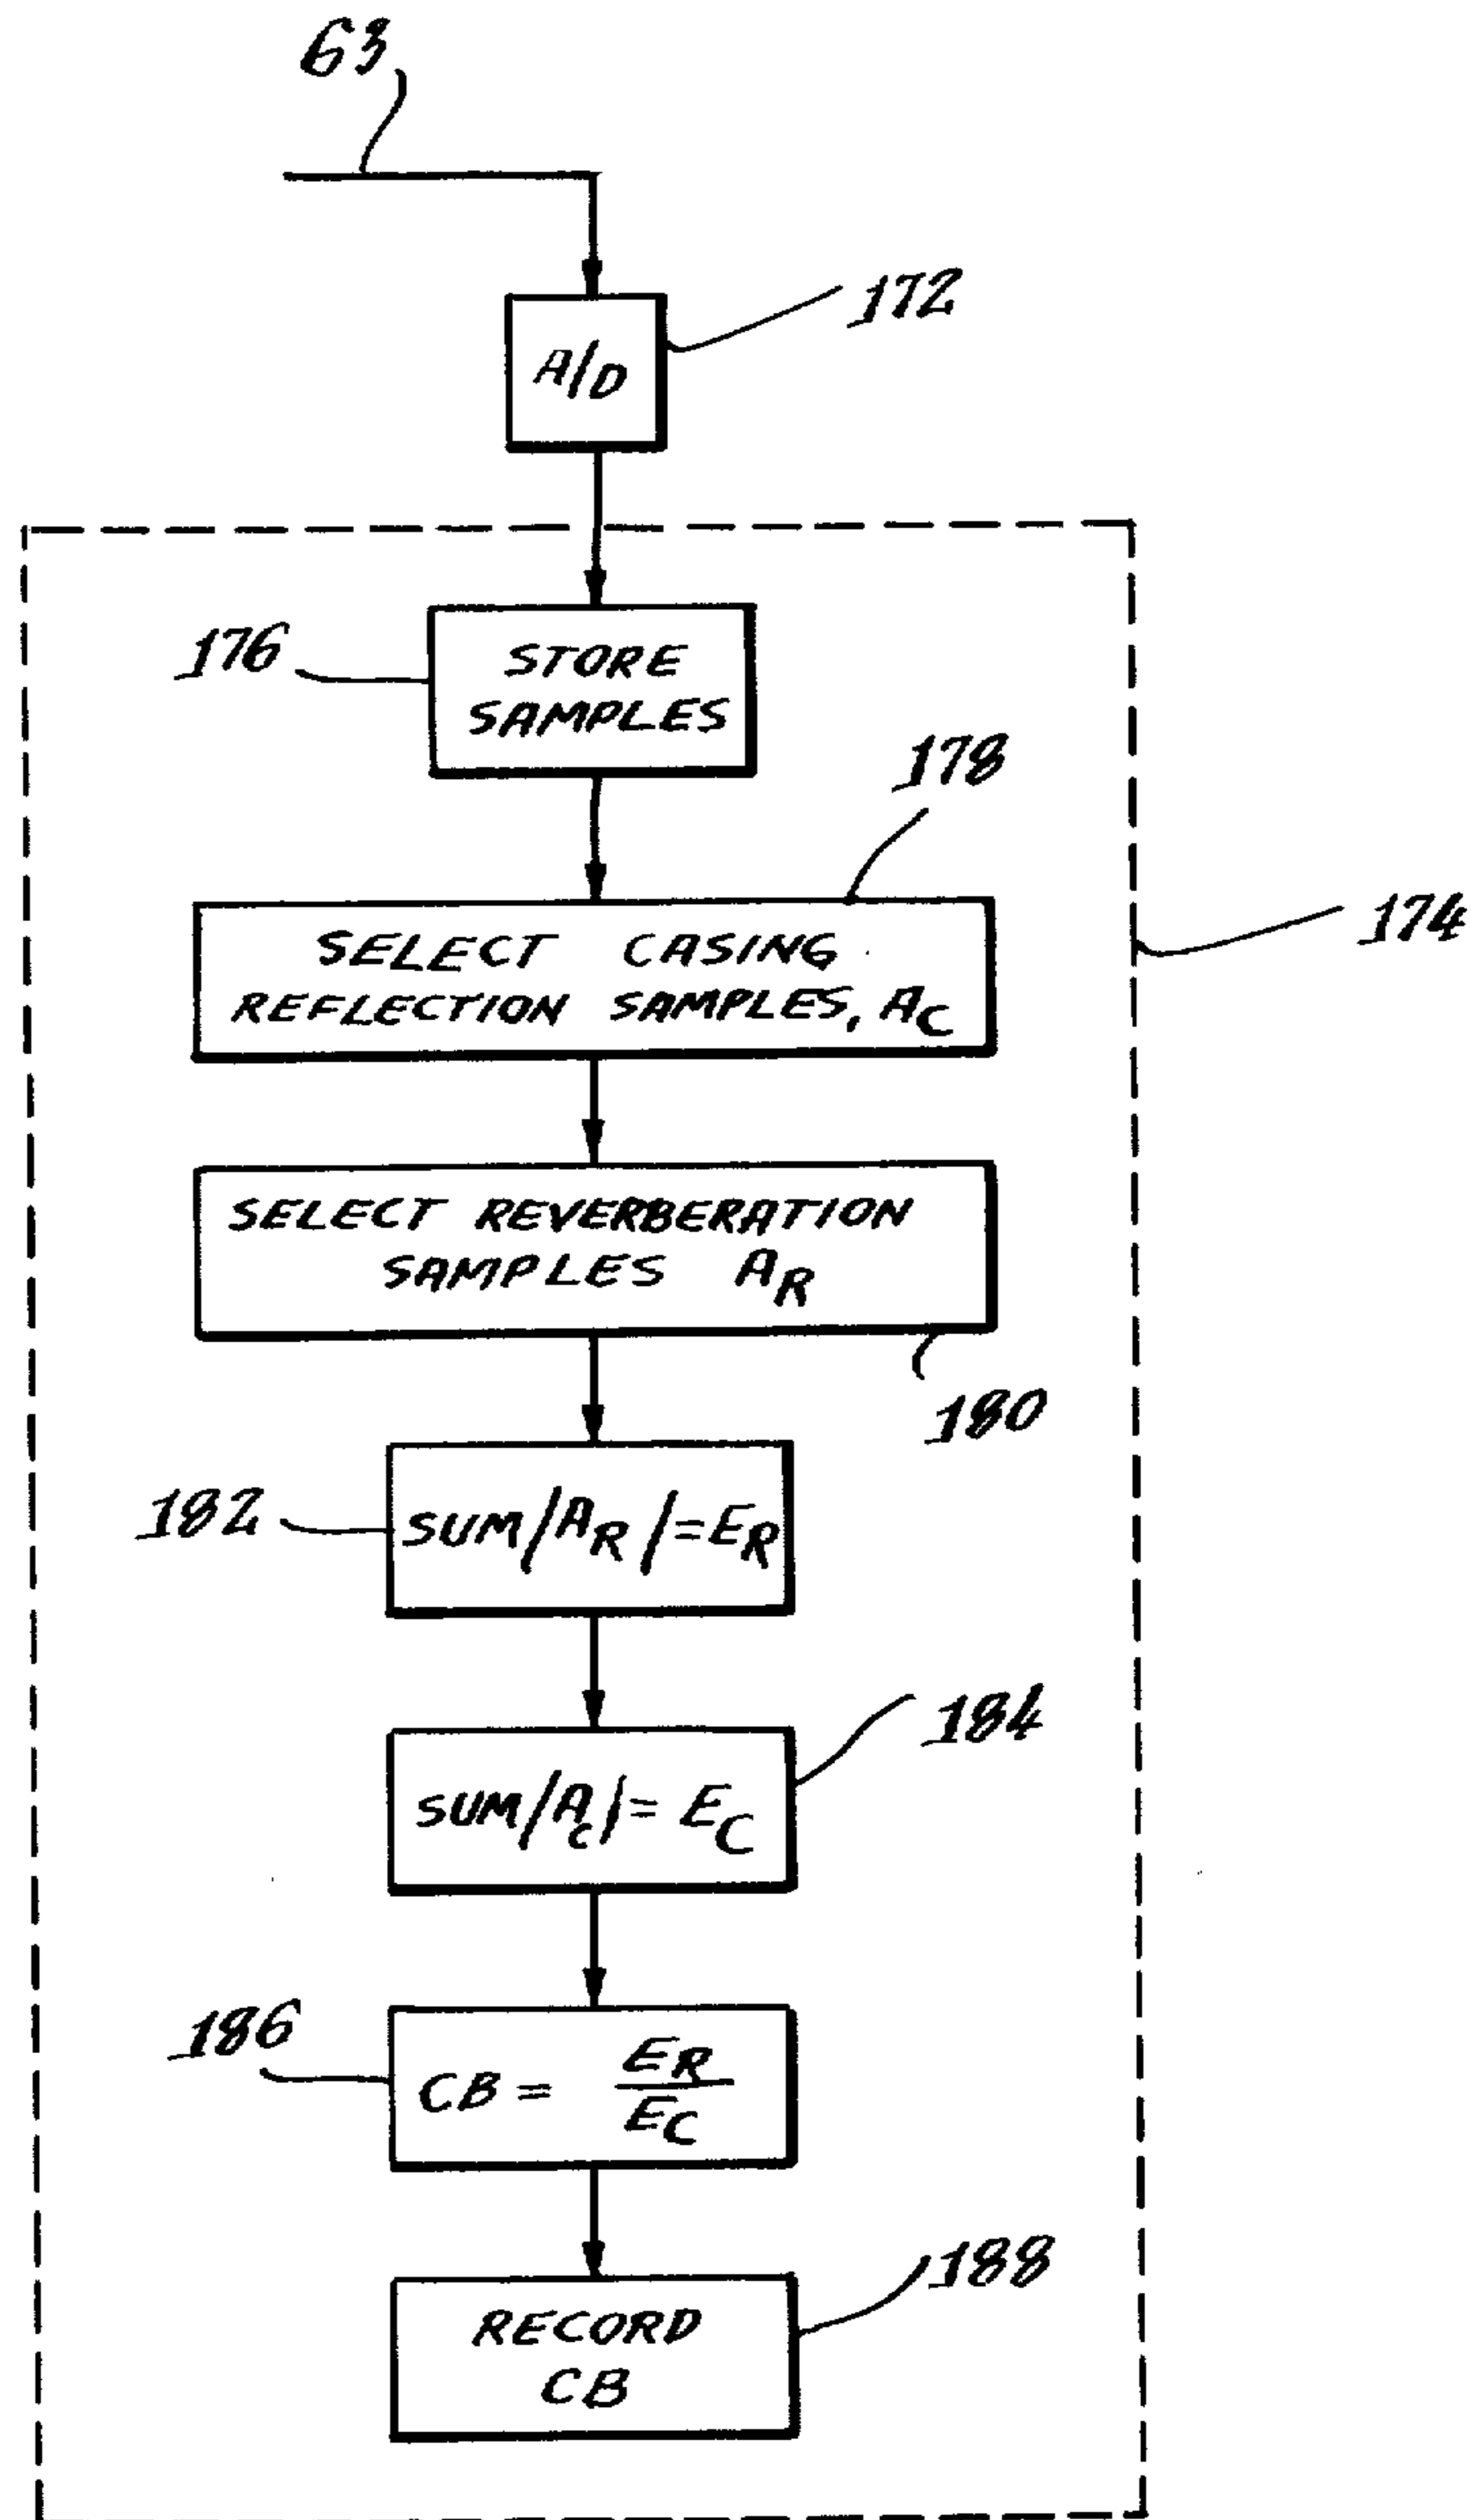 63
172
A/D
176
STORE
SAMPLES
178
SELECT CASING
REFLECTION SAMPLES, AC
174
SELECT REVERBERATION
SAMPLES AR
180
182
SUM/AR/=ER
184
SUM/AC/= EC
186
CB = ER
EC
188
RECORD
CB